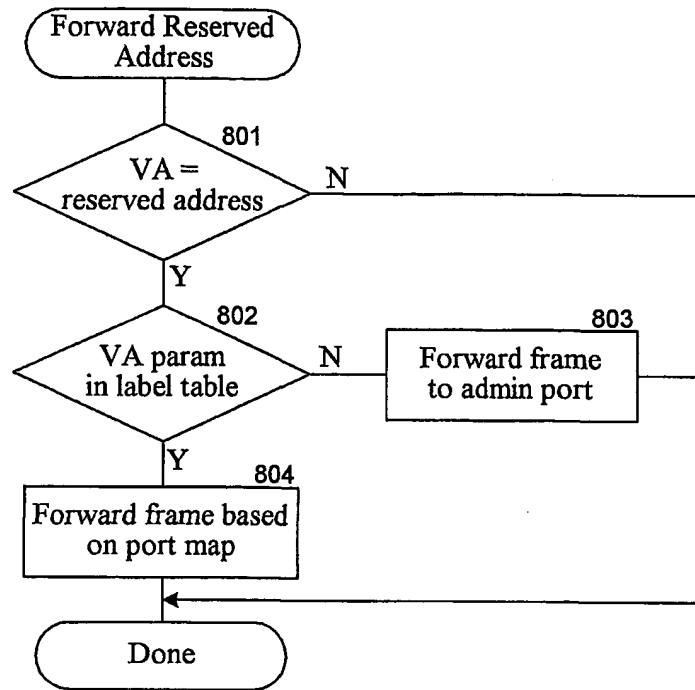 Forward Reserved
Address
801
VA =
reserved address
N
Y
802
VA param
in label table
N
803
Forward frame
to admin port
Y
804
Forward frame based
on port map
Done